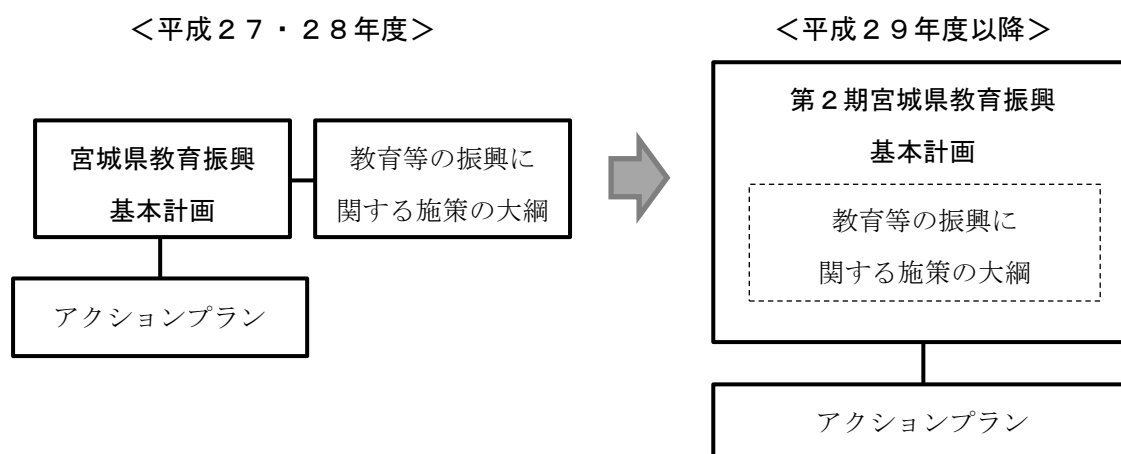 <平成27・28年度>
宮城県教育振興
基本計画
教育等の振興に
関する施策の大綱
アクションプラン
<平成29年度以降>
第2期宮城県教育振興
基本計画
教育等の振興に
関する施策の大綱
アクションプラン